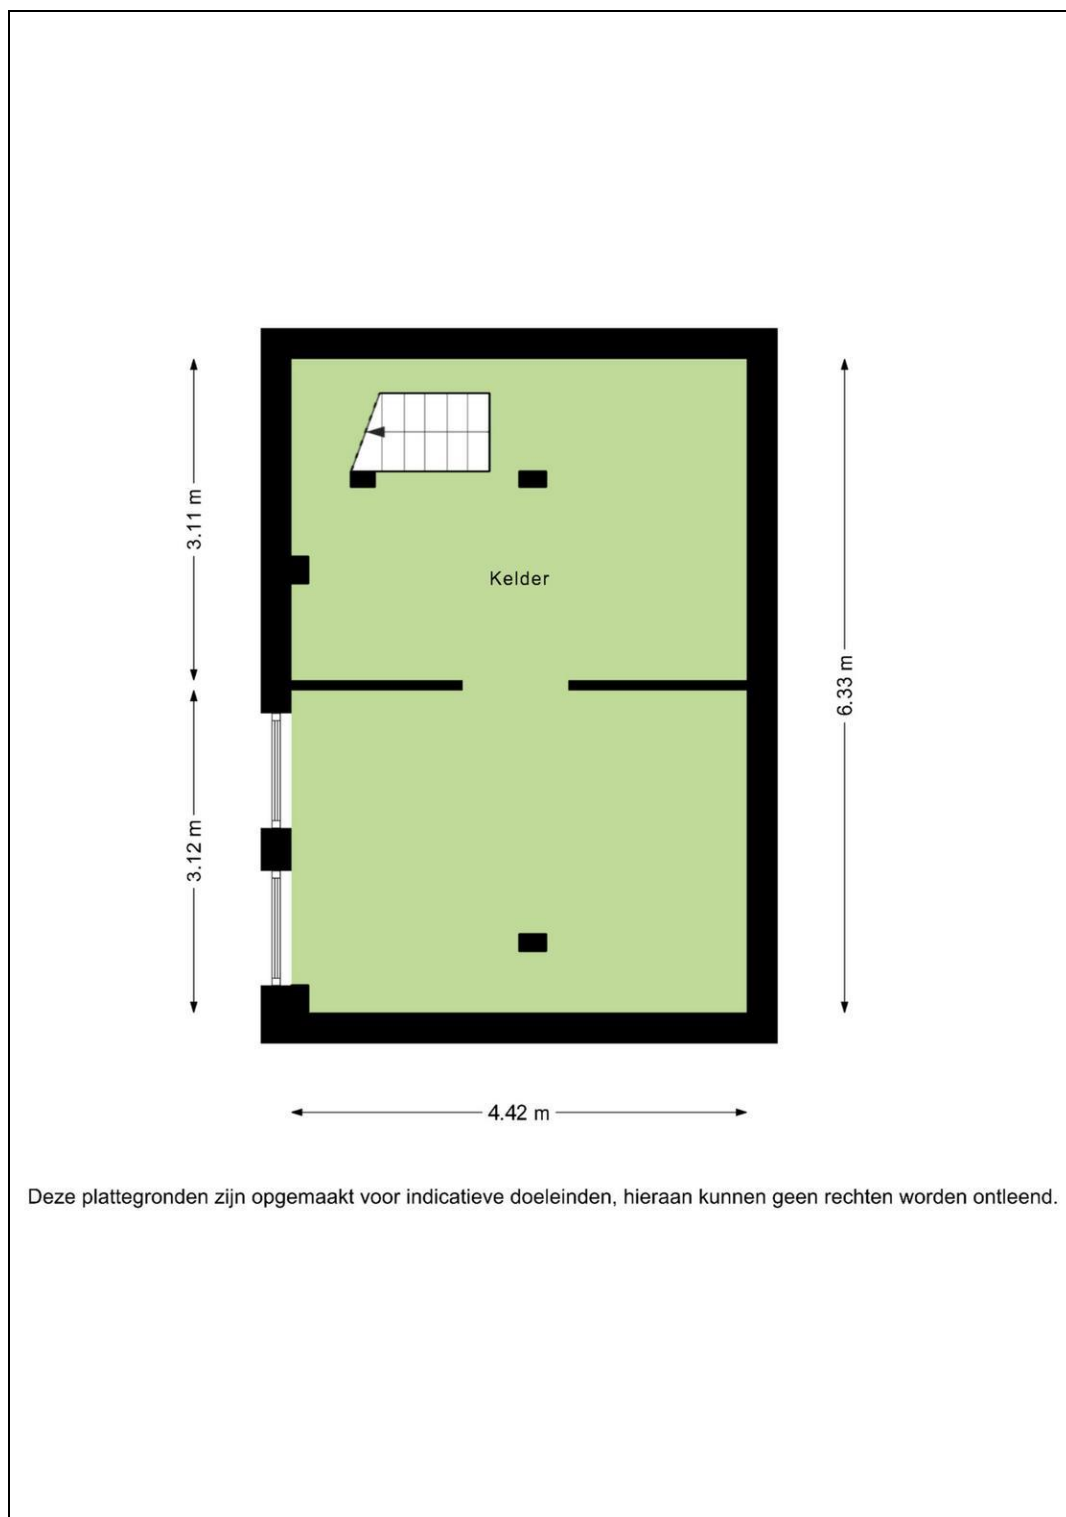 3.11 m
Kelder
6.33 m
3.12 m
4.42 m
Deze plattegronden zijn opgemaakt voor indicatieve doeleinden, hieraan kunnen geen rechten worden ontleend.